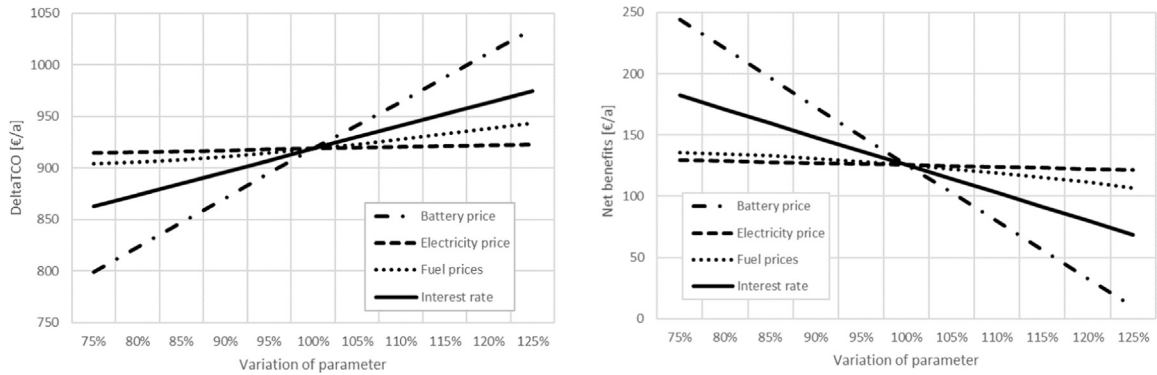 1050
1000
950
900
850
800
750
DeltaTCO [€/a]
Battery price
Electricity price
Fuel prices
Interest rate
75% 80% 85% 90% 95% 100% 105% 110% 115% 120% 125%
Variation of parameter
250
200
150
100
50
0
Net benefits [€/a]
Battery price
Electricity price
Fuel prices
Interest rate
75% 80% 85% 90% 95% 100% 105% 110% 115% 120% 125%
Variation of parameter